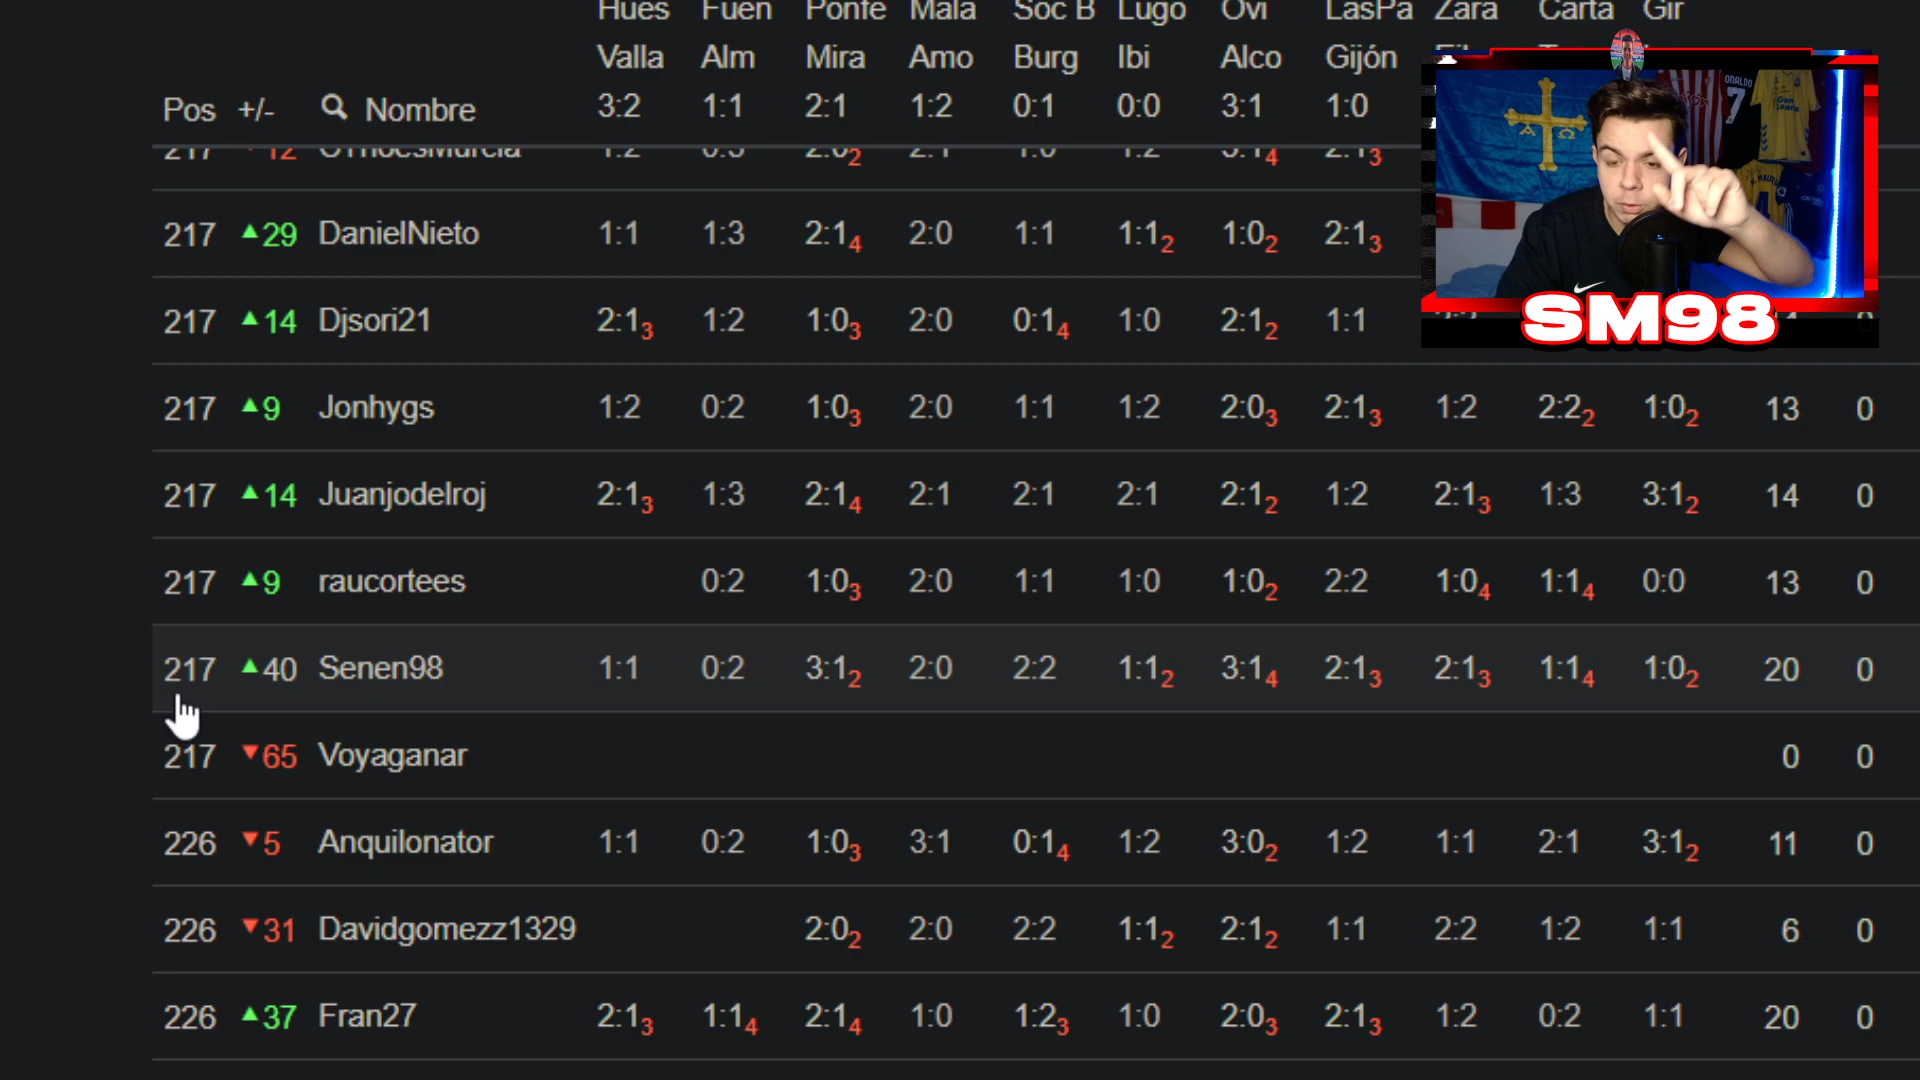 Hues Fuen Ponfe Mala Soc B Lugo Ovi LasPa Zara Carta Gir
Valla Alm Mira Amo Burg Ibi Alco Gijón
Pos +/- Nombre 3:2 1:1 2:1 1:2 0:1 0:0 3:1 1:0
217 ▼12
217 ▲29 DanielNieto 1:1 1:3 2:1₄ 2:0 1:1 1:1₂ 1:0₂ 2:1₃
217 ▲14 Djsori21 2:1₃ 1:2 1:0₃ 2:0 0:1₄ 1:0 2:1₂ 1:1
217 ▲9 Jonhygs 1:2 0:2 1:0₃ 2:0 1:1 1:2 2:0₃ 2:1₃ 1:2 2:2₂ 1:0₂ 13 0
217 ▲14 Juanjodelroj 2:1₃ 1:3 2:1₄ 2:1 2:1 2:1 2:1₂ 1:2 2:1₃ 1:3 3:1₂ 14 0
217 ▲9 raucortees 0:2 1:0₃ 2:0 1:1 1:0 1:0₂ 2:2 1:0₄ 1:1₄ 0:0 13 0
217 ▲40 Senen98 1:1 0:2 3:1₂ 2:0 2:2 1:1₂ 3:1₄ 2:1₃ 2:1₃ 1:1₄ 1:0₂ 20 0
217 ▼65 Voyaganar 0 0
226 ▼5 Anquilonator 1:1 0:2 1:0₃ 3:1 0:1₄ 1:2 3:0₂ 1:2 1:1 2:1 3:1₂ 11 0
226 ▼31 Davidgomezz1329 2:0₂ 2:0 2:2 1:1₂ 2:1₂ 1:1 2:2 1:2 1:1 6 0
226 ▲37 Fran27 2:1₃ 1:1₄ 2:1₄ 1:0 1:2₃ 1:0 2:0₃ 2:1₃ 1:2 0:2 1:1 20 0
ONALDO
7
SM98